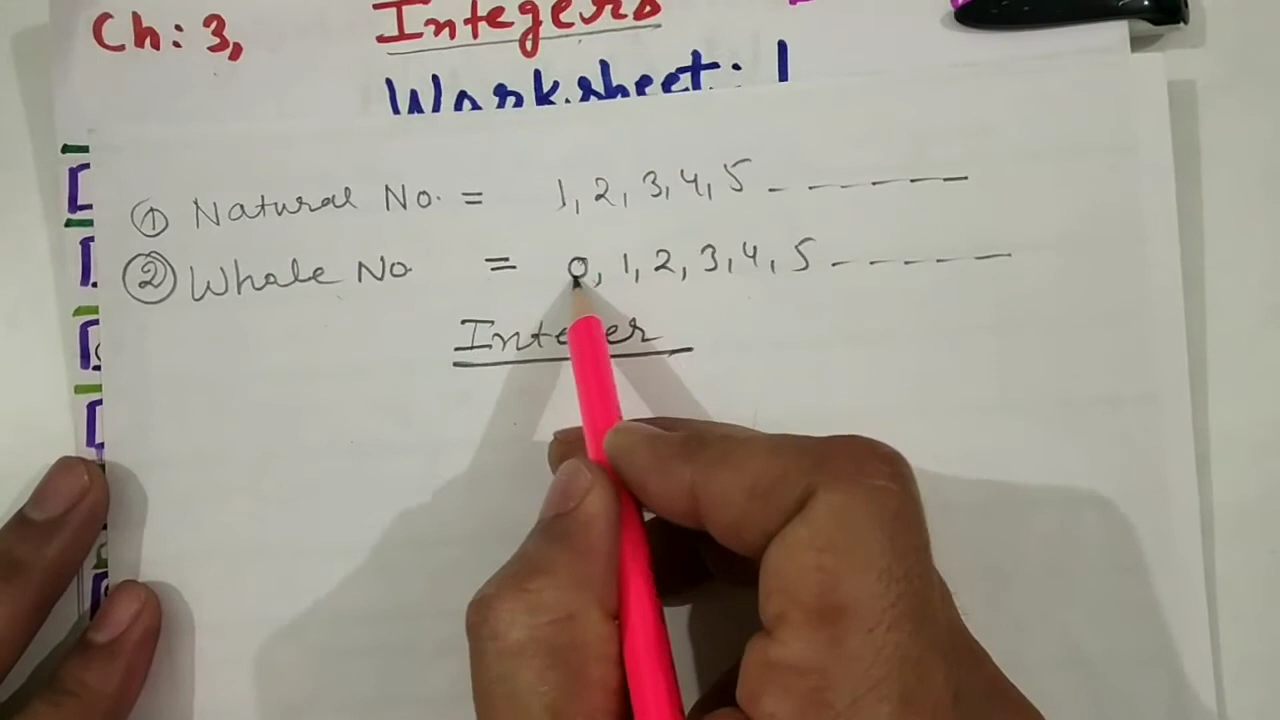 Ch: 3, Integers
Worksheet: 1
① Natural No. = 1, 2, 3, 4, 5 -------
② Whole No = 0, 1, 2, 3, 4, 5 -------
Integer